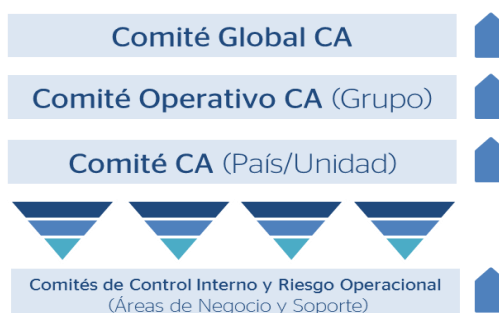 Comité Global CA
Comité Operativo CA (Grupo)
Comité CA (País/Unidad)
Comités de Control Interno y Riesgo Operacional
(Áreas de Negocio y Soporte)